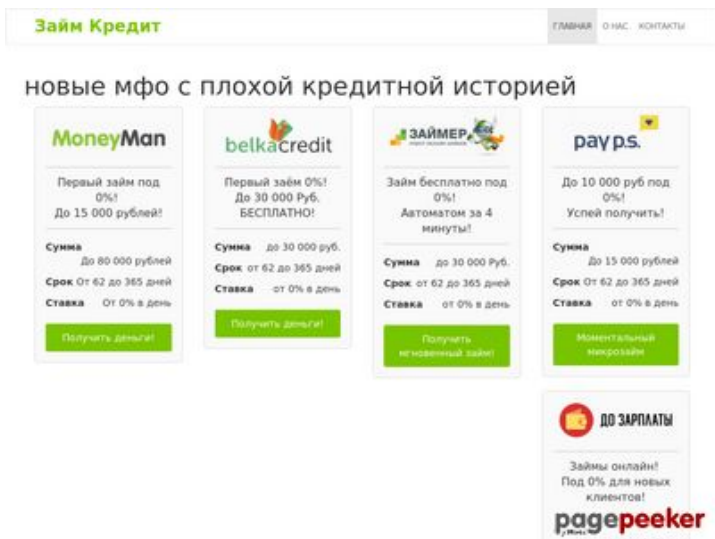 Займ Кредит
ГЛАВНАЯ О НАС КОНТАКТЫ
новые мфо с плохой кредитной историей
MoneyMan
Первый займ под
0%!
До 15 000 рублей!
Сумма
До 80 000 рублей
Срок От 62 до 365 дней
Ставка От 0% в день
Получить деньги!
belkacredit
Первый заём 0%!
До 30 000 Руб.
БЕСПЛАТНО!
Сумма до 30 000 руб.
Срок от 62 до 365 дней
Ставка от 0% в день
Получить деньги!
ЗАЙМЕР
Займ бесплатно под
0%!
Автоматом за 4
минуты!
Сумма до 30 000 Руб.
Срок от 62 до 365 дней
Ставка от 0% в день
Получить
мгновенный займ!
pay p.s.
До 10 000 руб под
0%!
Успей получить!
Сумма
До 15 000 рублей
Срок От 62 до 365 дней
Ставка от 0% в день
Моментальный
микрозайм
ДО ЗАРПЛАТЫ
Займы онлайн!
Под 0% для новых
клиентов!
pagepeeker